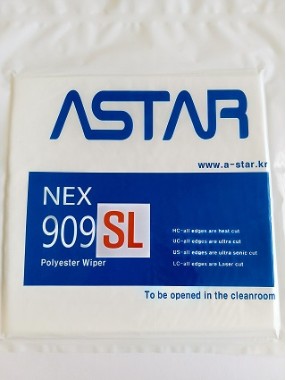 ASTAR
www.a-star.kr
NEX
909 SL
Polyester Wiper
HC-all edges are heat cut
UC-all edges are ultra cut
US-all edges are ultra sonic cut
LC-all edges are Laser cut
To be opened in the cleanroom